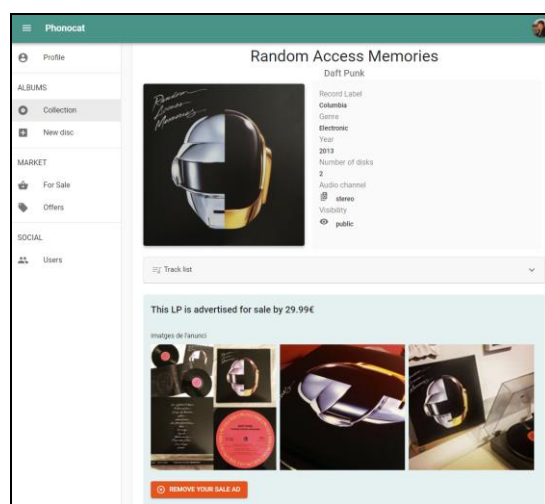 Phonocat
Profile
ALBUMS
Collection
New disc
MARKET
For Sale
Offers
SOCIAL
Users
Random Access Memories
Daft Punk
Random
Access
Memories
Record Label
Columbia
Genre
Electronic
Year
2013
Number of disks
2
Audio channel
stereo
Visibility
public
Track list
This LP is advertised for sale by 29.99€
imatges de l'anunci
REMOVE YOUR SALE AD